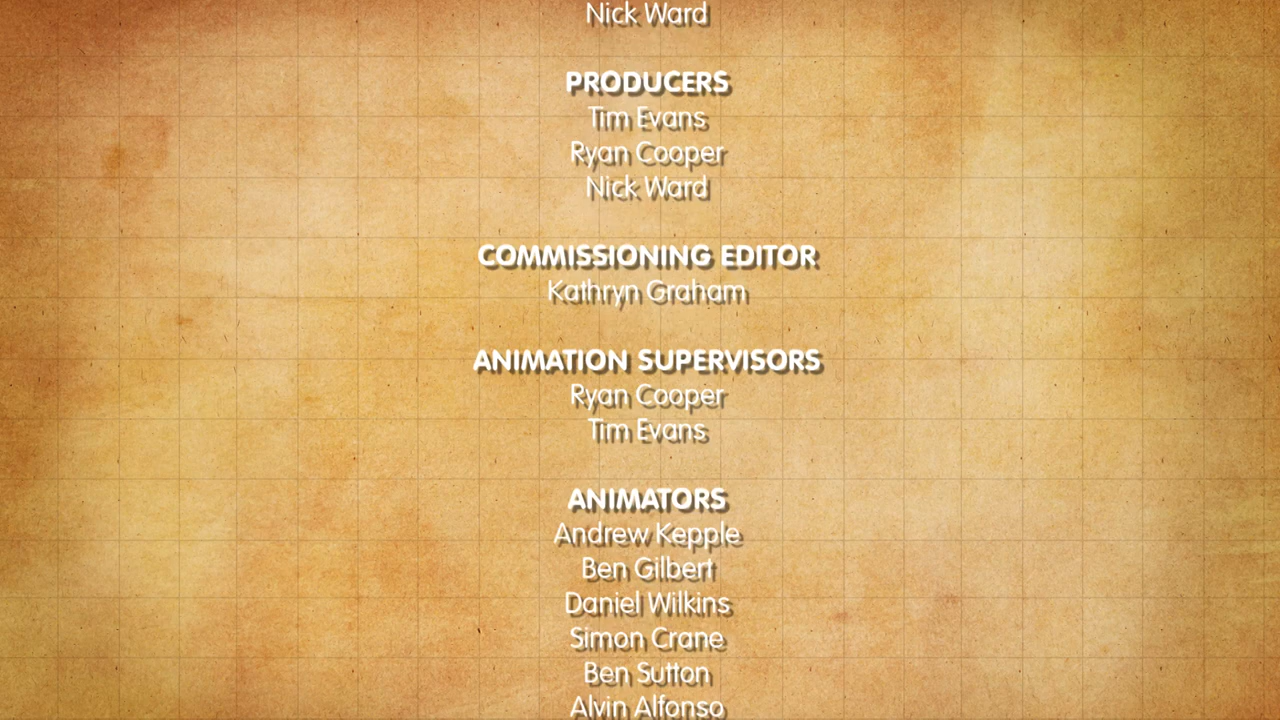 Nick Ward
PRODUCERS
Tim Evans
Ryan Cooper
Nick Ward
COMMISSIONING EDITOR
Kathryn Graham
ANIMATION SUPERVISORS
Ryan Cooper
Tim Evans
ANIMATORS
Andrew Kepple
Ben Gilbert
Daniel Wilkins
Simon Crane
Ben Sutton
Alvin Alfonso